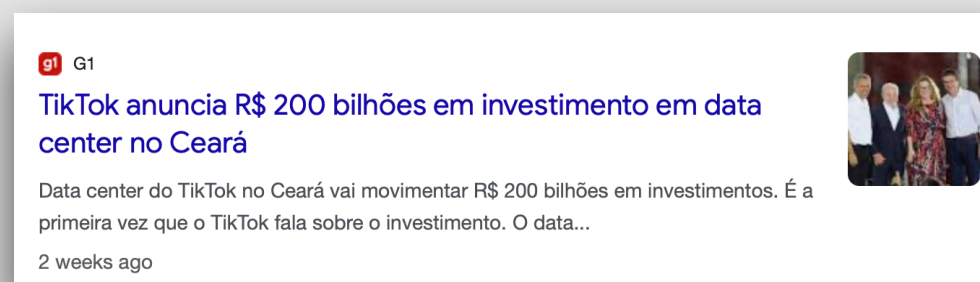 g1 G1
TikTok anuncia R$ 200 bilhões em investimento em data
center no Ceará
Data center do TikTok no Ceará vai movimentar R$ 200 bilhões em investimentos. É a
primeira vez que o TikTok fala sobre o investimento. O data...
2 weeks ago